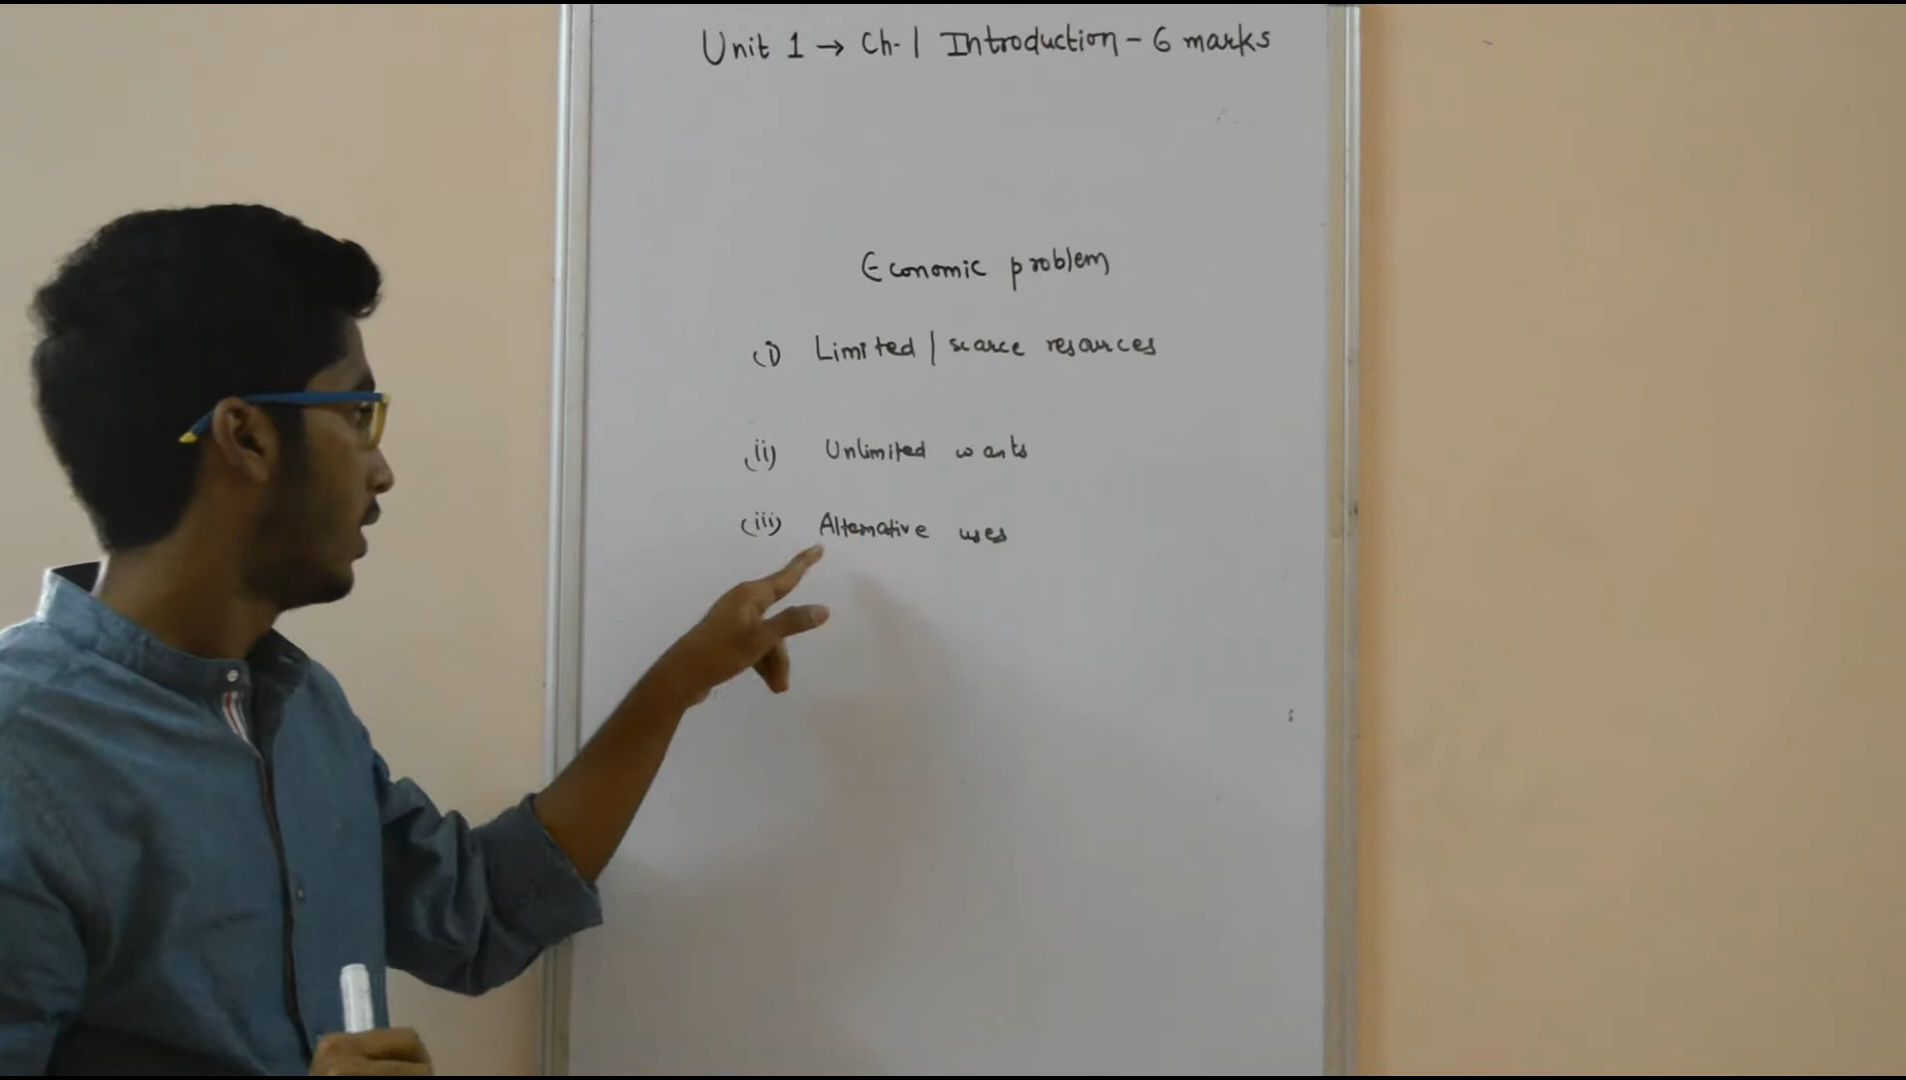 Unit 1 → Ch-1 Introduction - 6 marks
Economic problem
(i) Limited / scarce resources
(ii) Unlimited wants
(iii) Alternative uses